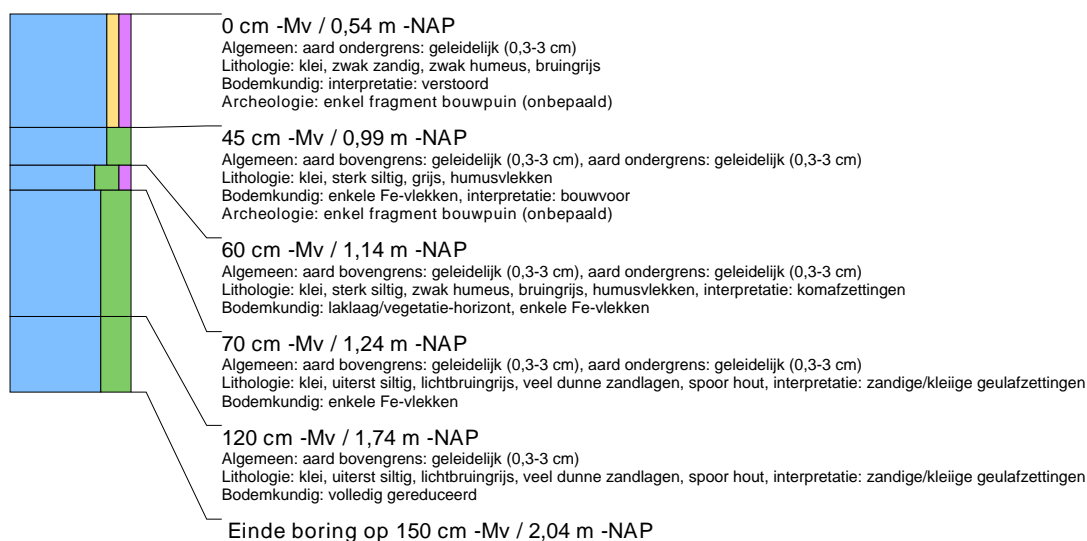 0 cm -Mv / 0,54 m -NAP
Algemeen: aard ondergrens: geleidelijk (0,3-3 cm)
Lithologie: klei, zwak zandig, zwak humeus, bruingrijs
Bodemkundig: interpretatie: verstoord
Archeologie: enkel fragment bouwpuin (onbepaald)
45 cm -Mv / 0,99 m -NAP
Algemeen: aard bovengrens: geleidelijk (0,3-3 cm), aard ondergrens: geleidelijk (0,3-3 cm)
Lithologie: klei, sterk siltig, grijs, humusvlekken
Bodemkundig: enkele Fe-vlekken, interpretatie: bouwvoor
Archeologie: enkel fragment bouwpuin (onbepaald)
60 cm -Mv / 1,14 m -NAP
Algemeen: aard bovengrens: geleidelijk (0,3-3 cm), aard ondergrens: geleidelijk (0,3-3 cm)
Lithologie: klei, sterk siltig, zwak humeus, bruingrijs, humusvlekken, interpretatie: komafzettingen
Bodemkundig: laklaag/vegetatie-horizont, enkele Fe-vlekken
70 cm -Mv / 1,24 m -NAP
Algemeen: aard bovengrens: geleidelijk (0,3-3 cm), aard ondergrens: geleidelijk (0,3-3 cm)
Lithologie: klei, uiterst siltig, lichtbruingrijs, veel dunne zandlagen, spoor hout, interpretatie: zandige/kleiige geulafzettingen
Bodemkundig: enkele Fe-vlekken
120 cm -Mv / 1,74 m -NAP
Algemeen: aard bovengrens: geleidelijk (0,3-3 cm)
Lithologie: klei, uiterst siltig, lichtbruingrijs, veel dunne zandlagen, spoor hout, interpretatie: zandige/kleiige geulafzettingen
Bodemkundig: volledig gereduceerd
Einde boring op 150 cm -Mv / 2,04 m -NAP